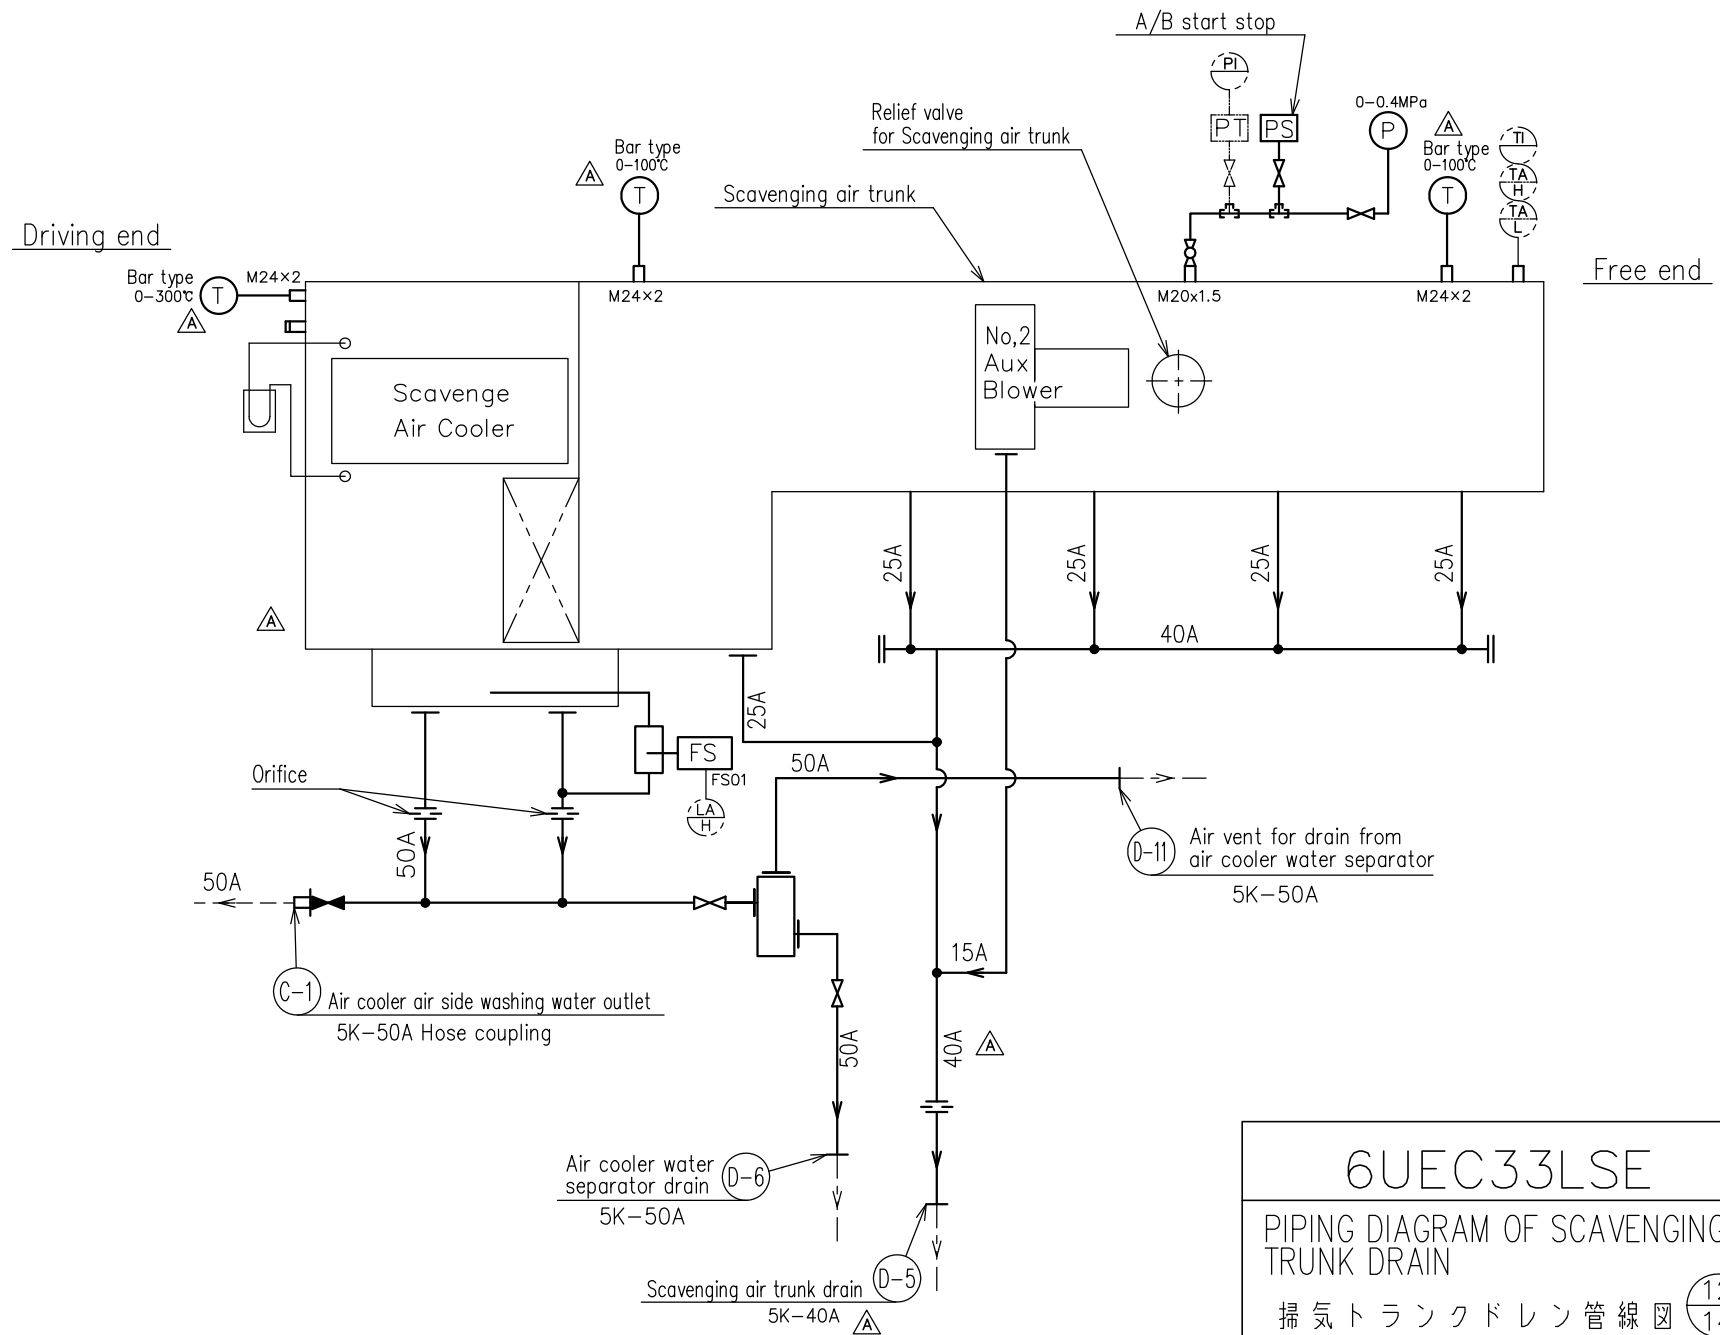 A/B start stop
PI
0-0.4MPa
Relief valve
for Scavenging air trunk
PT
PS
P
A
TI
Bar type
0-100℃
A
T
Bar type
0-100℃
T
TA
H
TA
L
Scavenging air trunk
Driving end
Free end
Bar type
0-300℃
T
M24×2
A
M24×2
M20x1.5
M24×2
No,2
Aux
Blower
Scavenge
Air Cooler
25A
25A
25A
25A
A
40A
25A
FS
FS01
LA
H
Orifice
50A
50A
50A
D-11
Air vent for drain from
air cooler water separator
5K-50A
15A
C-1
Air cooler air side washing water outlet
5K-50A Hose coupling
50A
40A
A
Air cooler water
separator drain
D-6
5K-50A
Scavenging air trunk drain
D-5
5K-40A
A
6UEC33LSE
PIPING DIAGRAM OF SCAVENGING
TRUNK DRAIN
掃気トランクドレン管線図